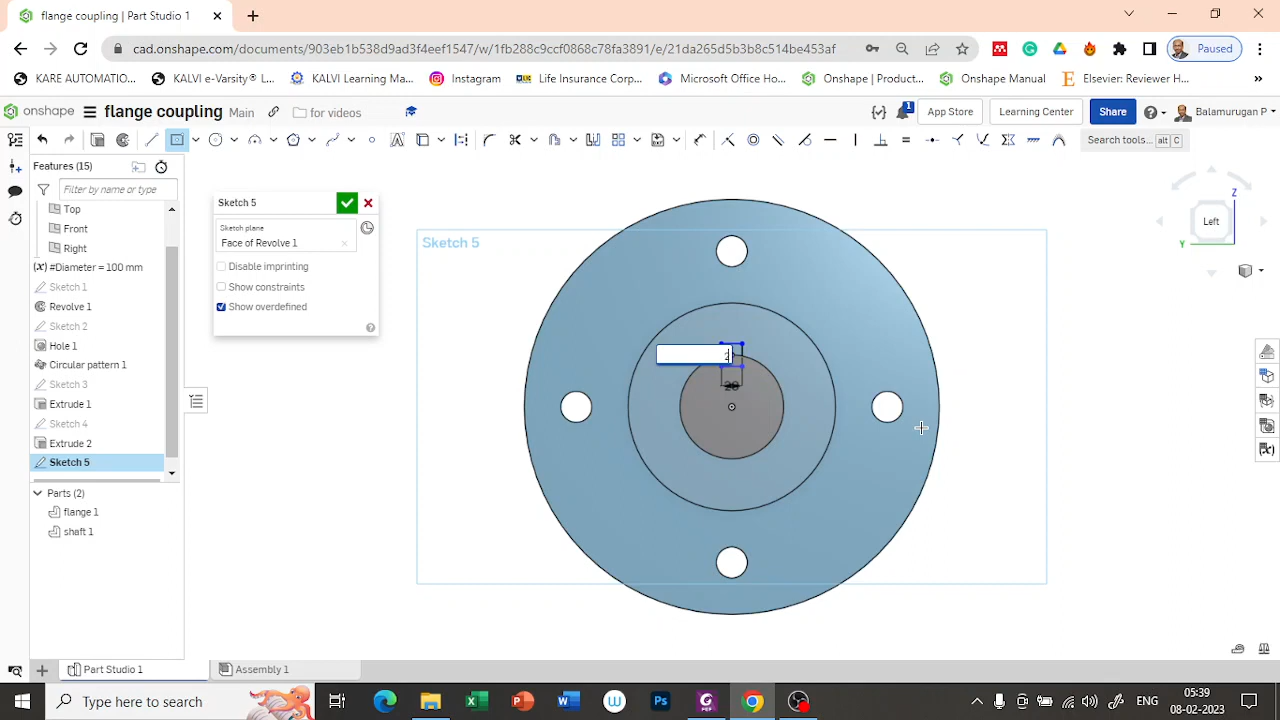 flange coupling | Part Studio 1
cad.onshape.com/documents/903eb1b538d9ad3f4eef1547/w/1fb288c9ccf0868c78fa3891/e/21da265d5b3b8c514be453af
Paused
KARE AUTOMATIO...
KALVI e-Varsity® L...
KALVI Learning Ma...
Instagram
Life Insurance Corp...
Microsoft Office Ho...
Onshape | Product...
Onshape Manual
Elsevier: Reviewer H...
»
onshape
flange coupling
Main
for videos
1
App Store
Learning Center
Share
Balamurugan P
Search tools...
alt
C
Features (15)
Filter by name or type
Top
Front
Right
(x) #Diameter = 100 mm
Sketch 1
Revolve 1
Sketch 2
Hole 1
Circular pattern 1
Sketch 3
Extrude 1
Sketch 4
Extrude 2
Sketch 5
Parts (2)
flange 1
shaft 1
Sketch 5
Sketch plane
Face of Revolve 1
Disable imprinting
Show constraints
Show overdefined
Sketch 5
2
20
Z
Left
Y
Part Studio 1
Assembly 1
Type here to search
ENG
05:39
08-02-2023